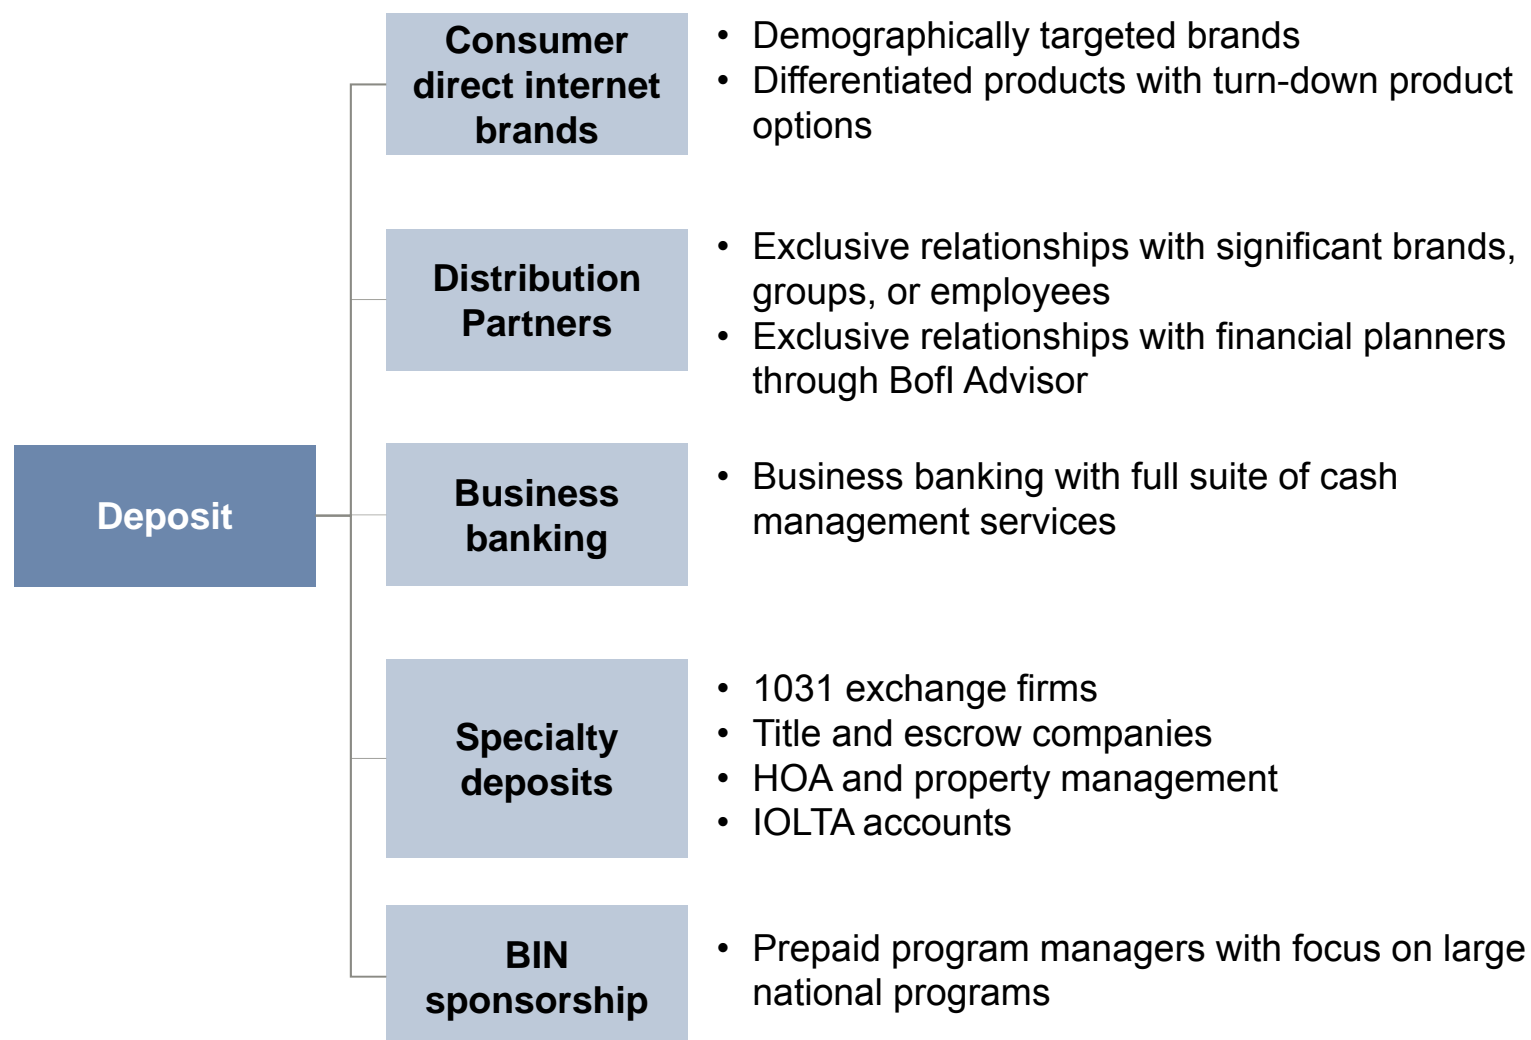 Consumer
direct internet
brands
• Demographically targeted brands
• Differentiated products with turn-down product
options
Distribution
Partners
• Exclusive relationships with significant brands,
groups, or employees
• Exclusive relationships with financial planners
through BofI Advisor
Deposit
Business
banking
• Business banking with full suite of cash
management services
Specialty
deposits
• 1031 exchange firms
• Title and escrow companies
• HOA and property management
• IOLTA accounts
BIN
sponsorship
• Prepaid program managers with focus on large
national programs